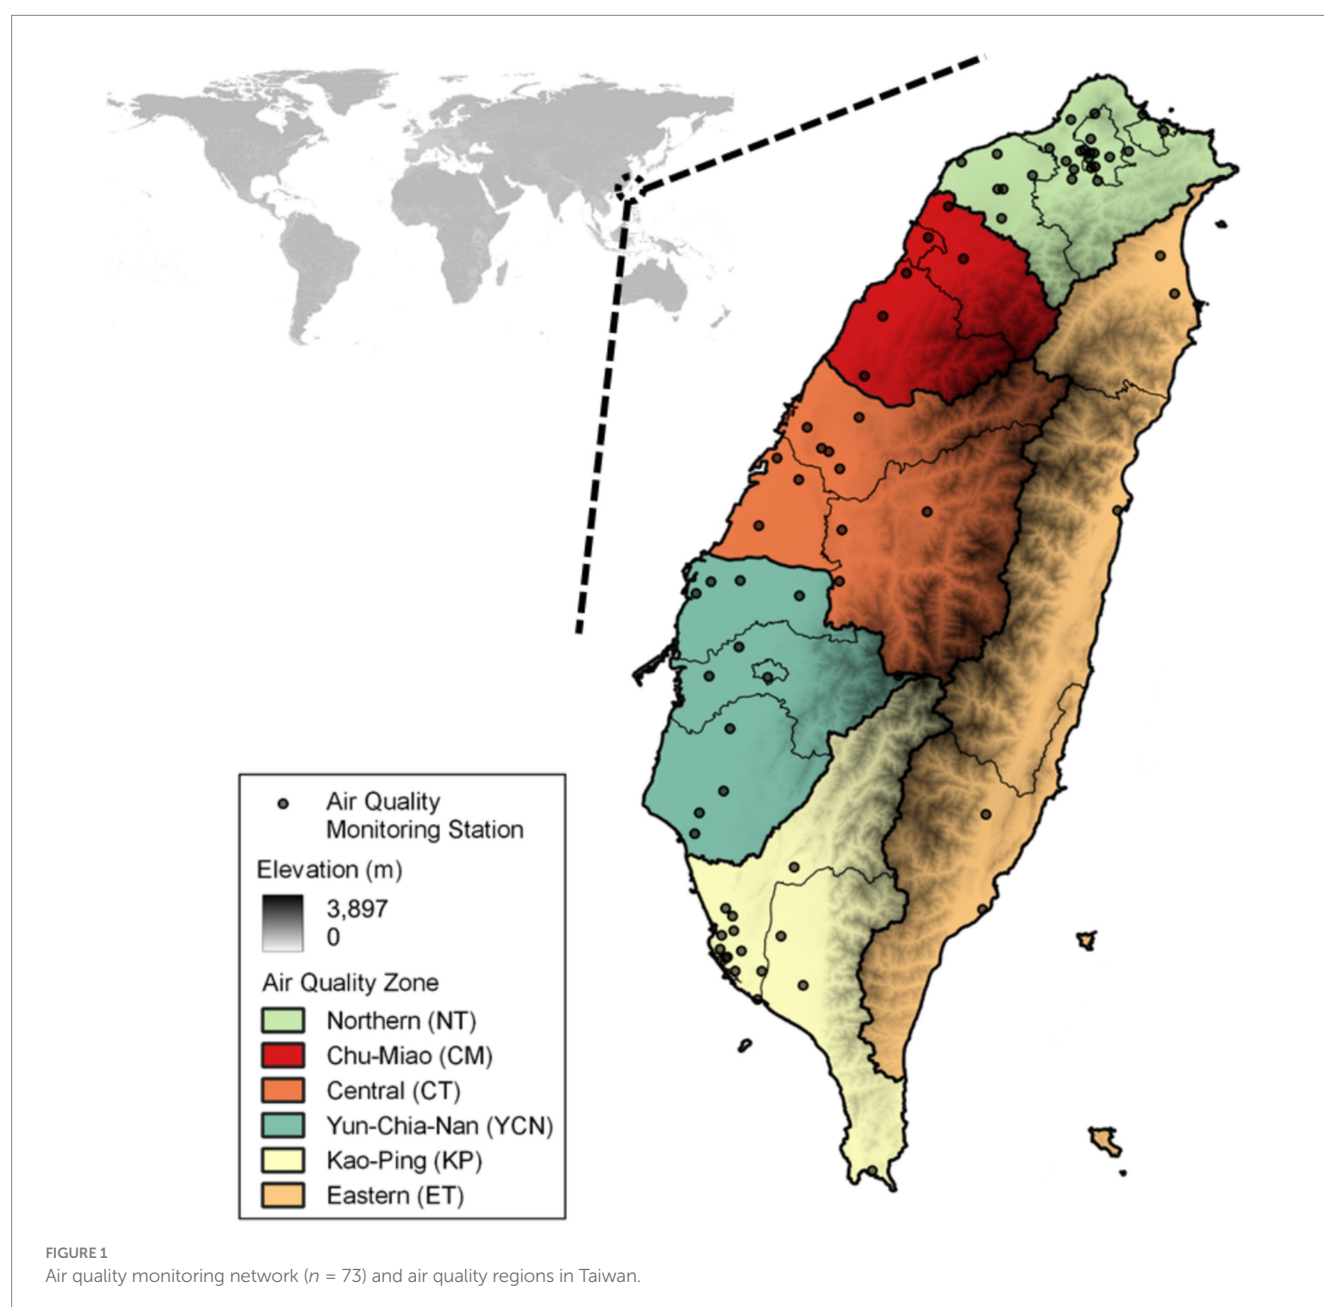 Air Quality
Monitoring Station
Elevation (m)
3,897
0
Air Quality Zone
Northern (NT)
Chu-Miao (CM)
Central (CT)
Yun-Chia-Nan (YCN)
Kao-Ping (KP)
Eastern (ET)
FIGURE 1
Air quality monitoring network (n = 73) and air quality regions in Taiwan.